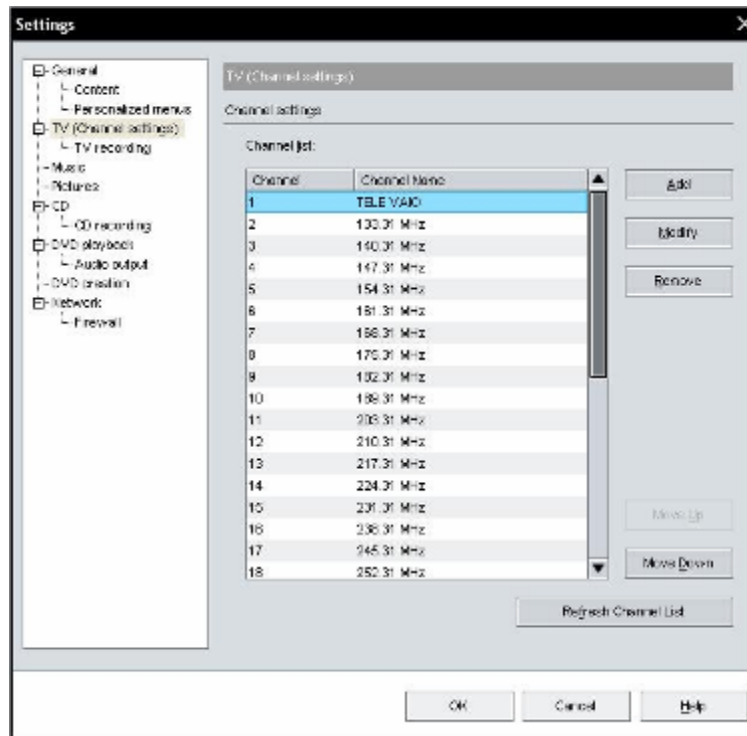 Settings
General
Content
Personalized menus
TV (Channel settings)
TV recording
Music
Pictures
CD
CD recording
DVD playback
Audio output
DVD creation
Network
Firewall
TV (Channel settings)
Channel settings
Channel list:
Channel Channel Name
1 TELE VAIO
2 133.31 MHz
3 140.31 MHz
4 147.31 MHz
5 154.31 MHz
6 161.31 MHz
7 168.31 MHz
8 175.31 MHz
9 182.31 MHz
10 189.31 MHz
11 203.31 MHz
12 210.31 MHz
13 217.31 MHz
14 224.31 MHz
15 231.31 MHz
16 238.31 MHz
17 245.31 MHz
18 252.31 MHz
Add
Modify
Remove
Move Up
Move Down
Refresh Channel List
OK Cancel Help